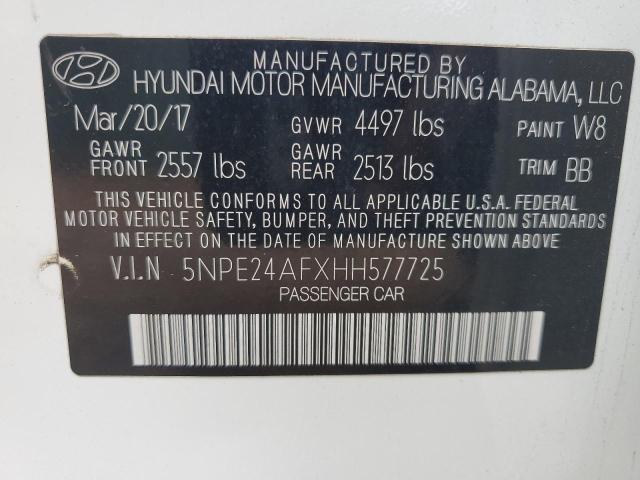 MANUFACTURED BY
HYUNDAI MOTOR MANUFACTURING ALABAMA, LLC
Mar/20/17 GVWR 4497 lbs PAINT W8
GAWR FRONT 2557 lbs GAWR REAR 2513 lbs TRIM BB
THIS VEHICLE CONFORMS TO ALL APPLICABLE U.S.A. FEDERAL
MOTOR VEHICLE SAFETY, BUMPER, AND THEFT PREVENTION STANDARDS
IN EFFECT ON THE DATE OF MANUFACTURE SHOWN ABOVE
V.I.N 5NPE24AFXHH577725
PASSENGER CAR